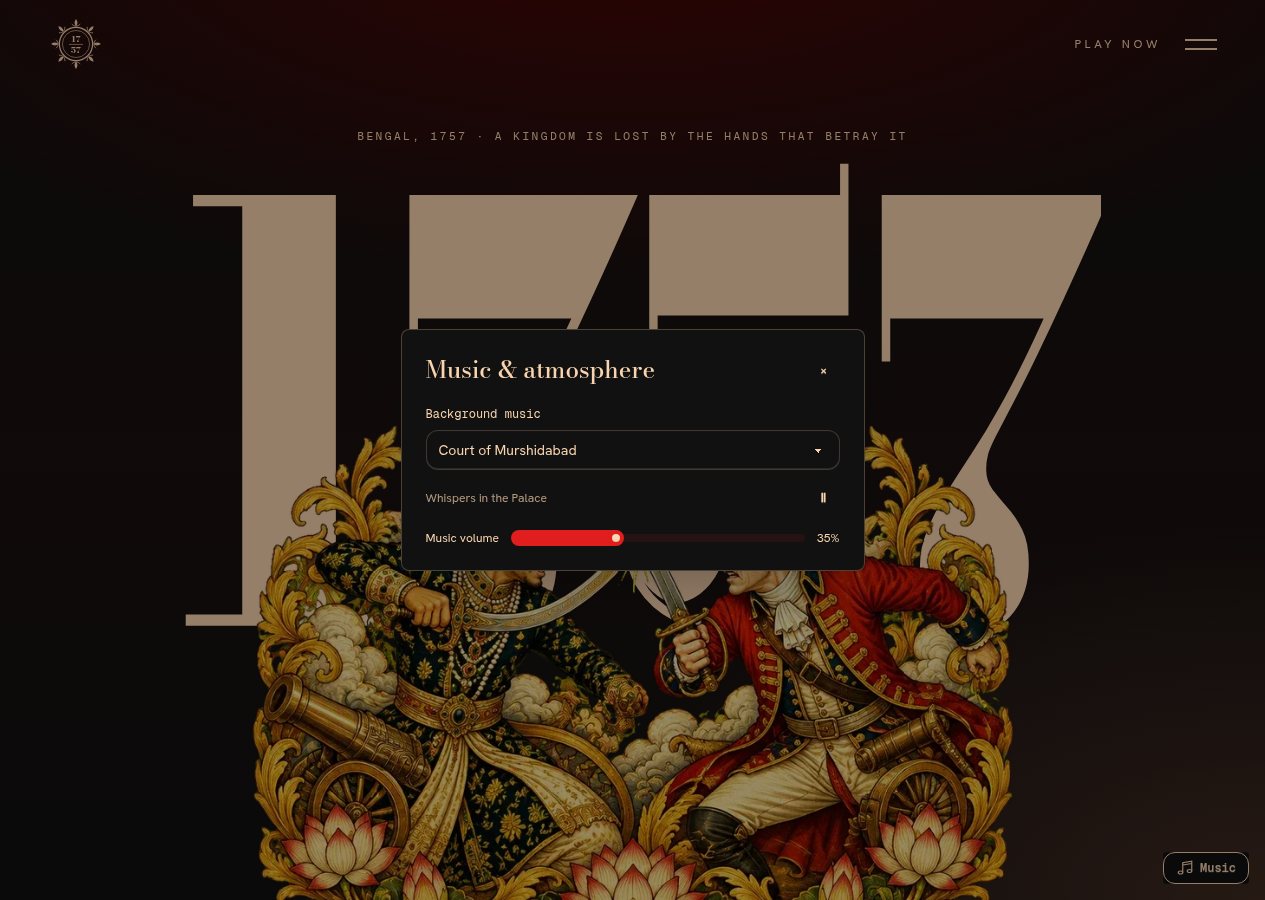 17
57
PLAY NOW
BENGAL, 1757 · A KINGDOM IS LOST BY THE HANDS THAT BETRAY IT
1757
Music & atmosphere ×
Background music
Court of Murshidabad
Whispers in the Palace
Music volume 35%
Music